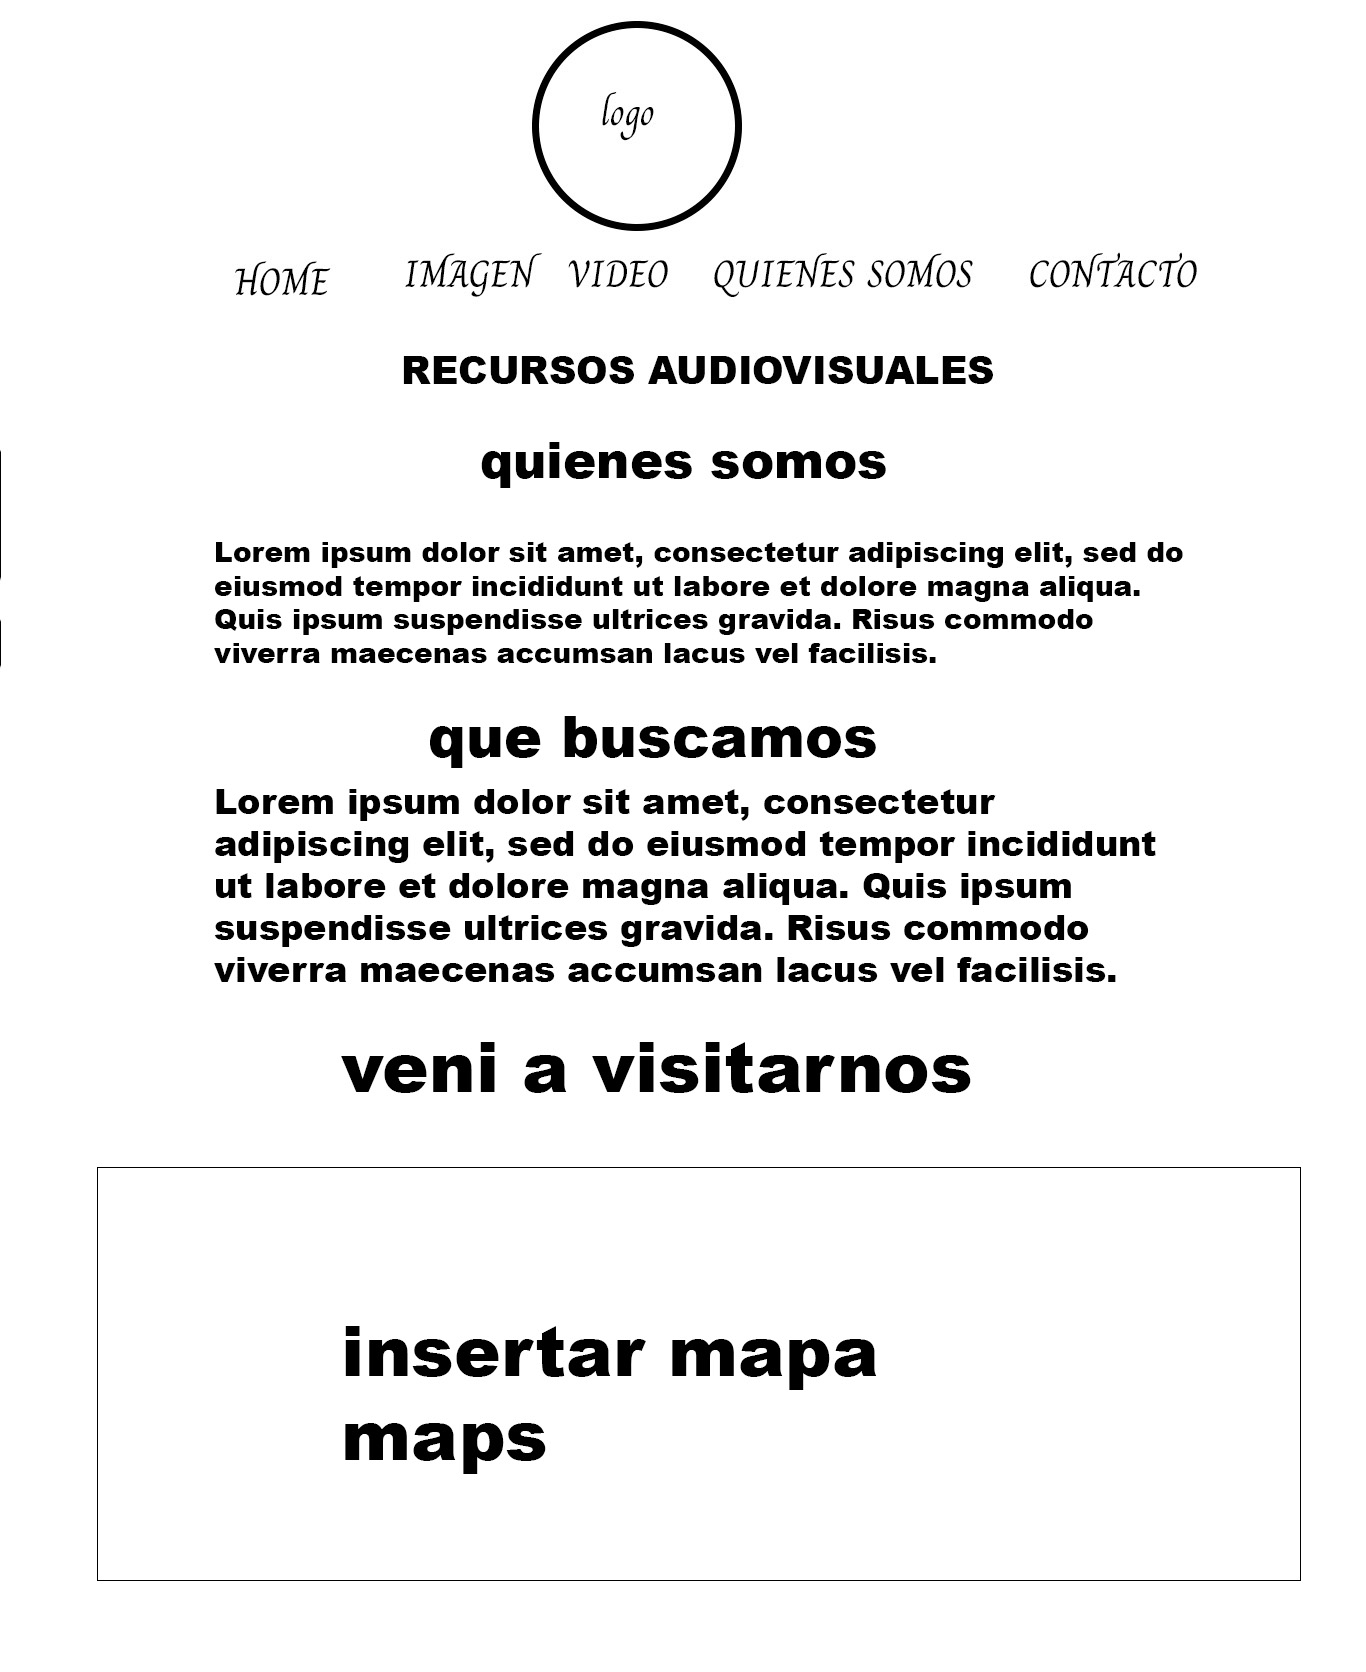 logo
HOME IMAGEN VIDEO QUIENES SOMOS CONTACTO
RECURSOS AUDIOVISUALES
quienes somos
Lorem ipsum dolor sit amet, consectetur adipiscing elit, sed do
eiusmod tempor incididunt ut labore et dolore magna aliqua.
Quis ipsum suspendisse ultrices gravida. Risus commodo
viverra maecenas accumsan lacus vel facilisis.
que buscamos
Lorem ipsum dolor sit amet, consectetur
adipiscing elit, sed do eiusmod tempor incididunt
ut labore et dolore magna aliqua. Quis ipsum
suspendisse ultrices gravida. Risus commodo
viverra maecenas accumsan lacus vel facilisis.
veni a visitarnos
insertar mapa
maps